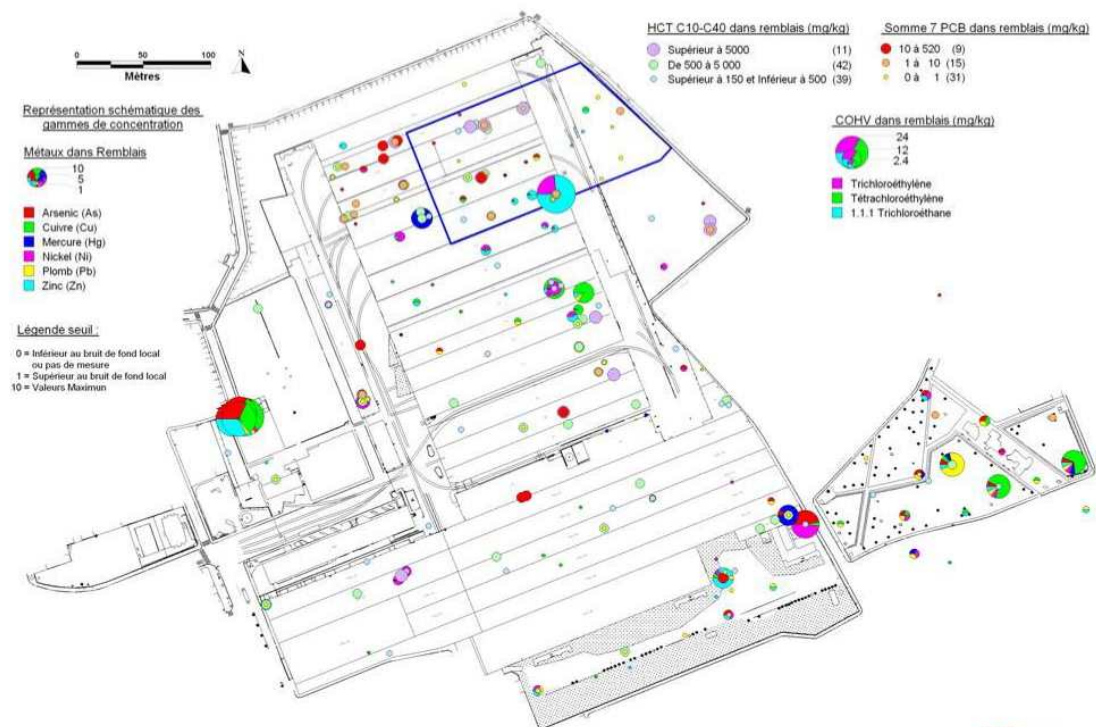 0 50 100
Mètres
N
Représentation schématique des
gammes de concentration
Métaux dans Remblais
10
5
1
Arsenic (As)
Cuivre (Cu)
Mercure (Hg)
Nickel (Ni)
Plomb (Pb)
Zinc (Zn)
Légende seuil :
0 = Inférieur au bruit de fond local
ou pas de mesure
1 = Supérieur au bruit de fond local
10 = Valeurs Maximun
HCT C10-C40 dans remblais (mg/kg)
Supérieur à 5000 (11)
De 500 à 5 000 (42)
Supérieur à 150 et Inférieur à 500 (39)
Somme 7 PCB dans remblais (mg/kg)
10 à 520 (9)
1 à 10 (15)
0 à 1 (31)
COHV dans remblais (mg/kg)
24
12
2.4
Trichloroéthylène
Tétrachloroéthylène
1.1.1 Trichloroéthane